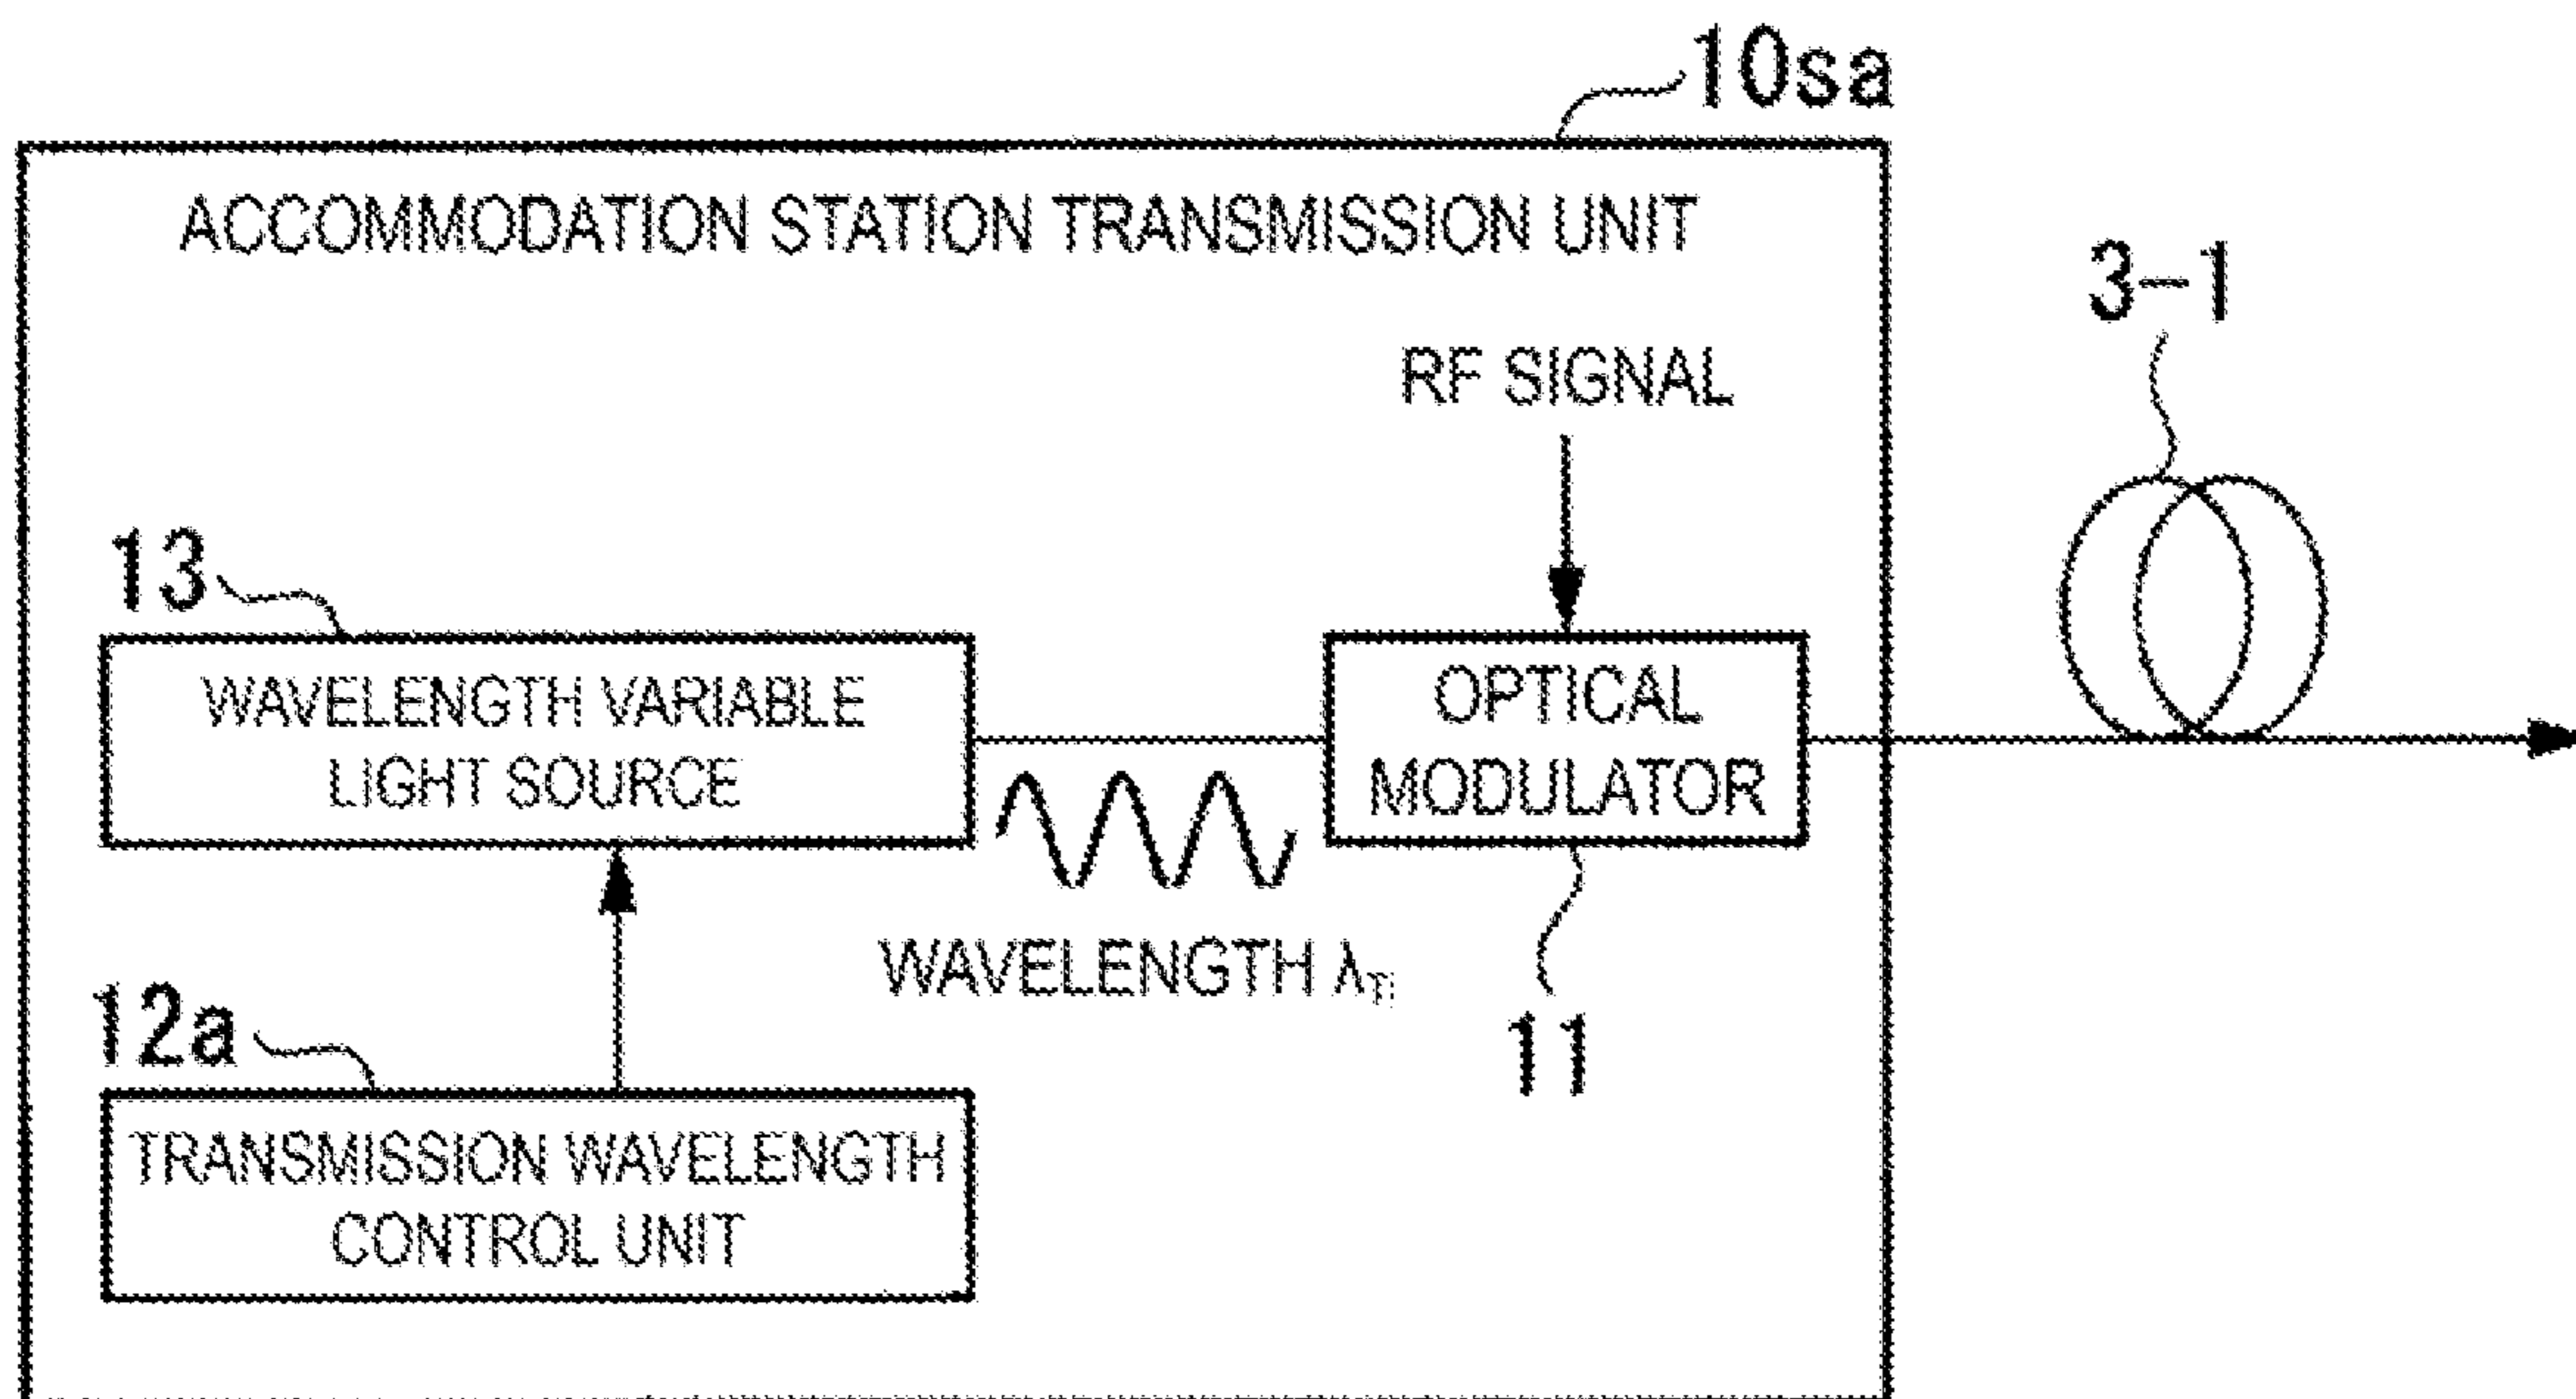 10sa
ACCOMMODATION STATION TRANSMISSION UNIT
3-1
RF SIGNAL
13
WAVELENGTH VARIABLE
LIGHT SOURCE
OPTICAL
MODULATOR
WAVELENGTH λTi
12a
11
TRANSMISSION WAVELENGTH
CONTROL UNIT